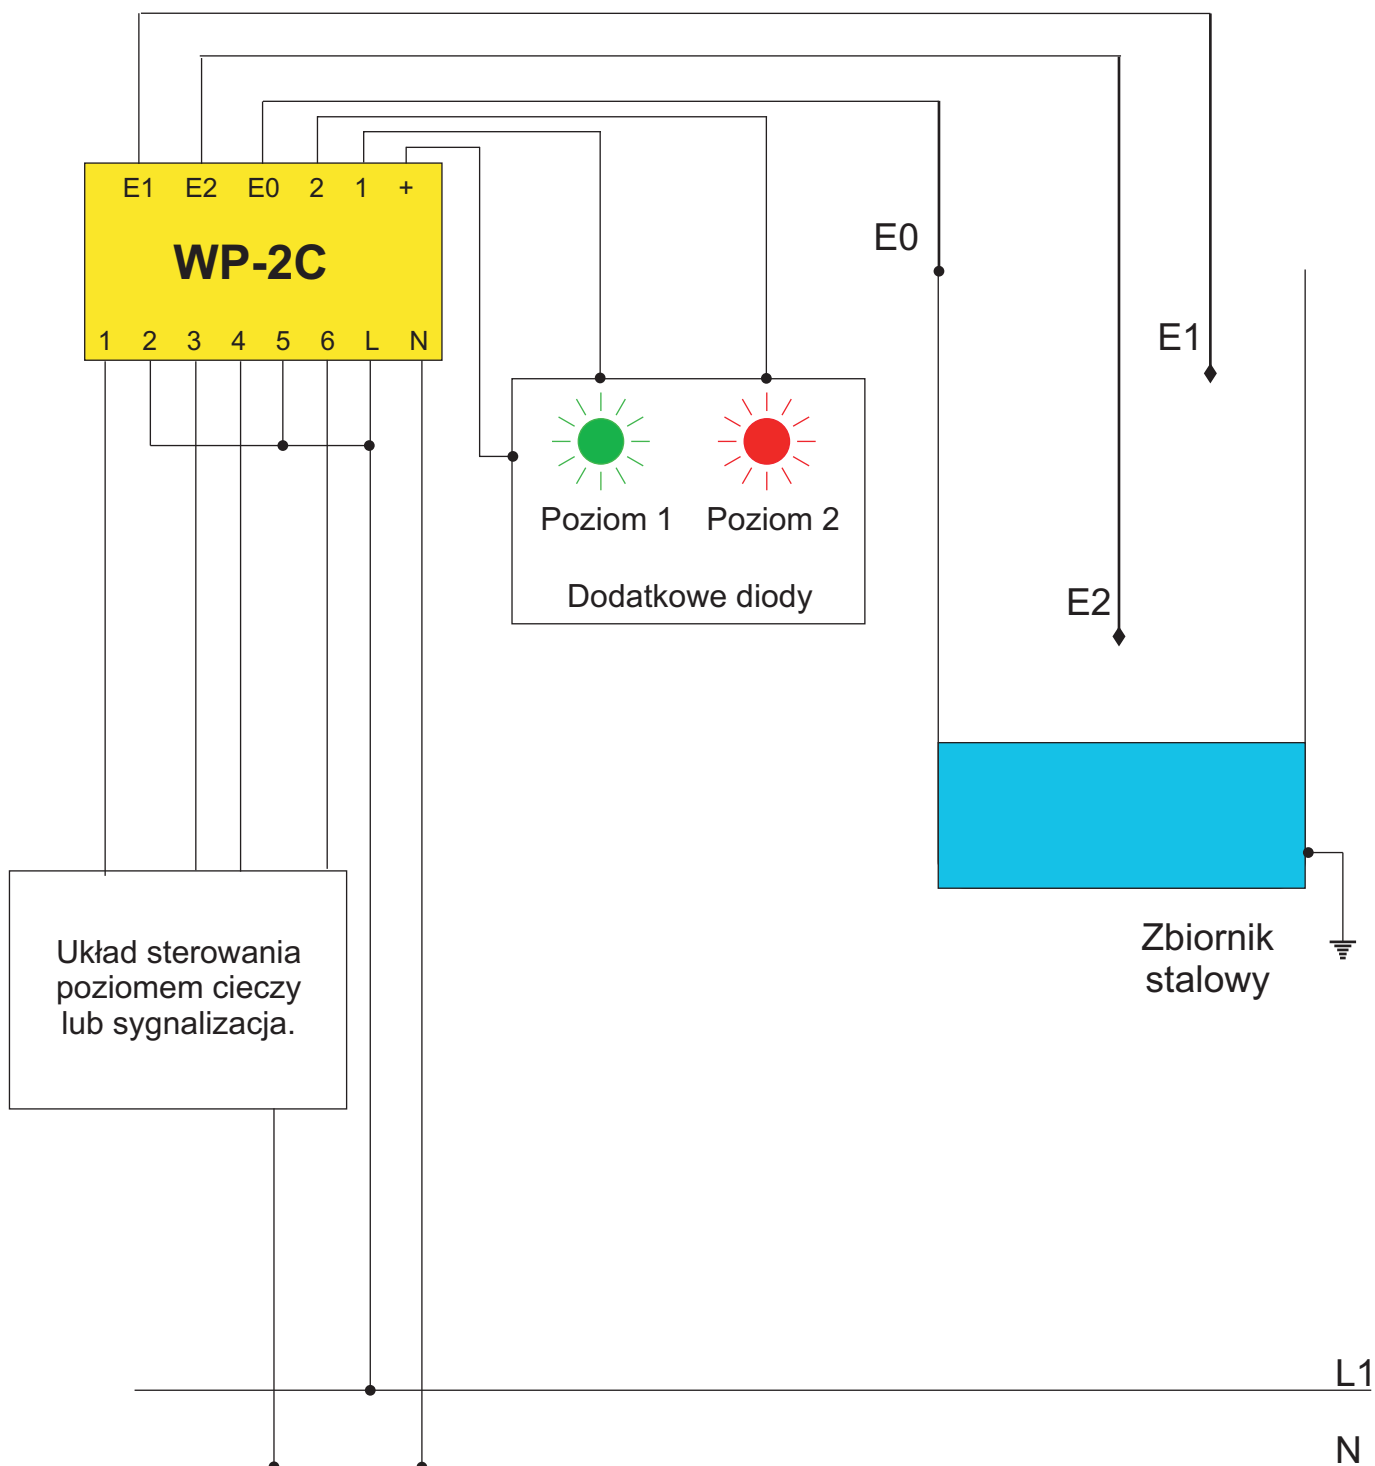 E1 E2 E0 2 1 +
WP-2C
1 2 3 4 5 6 L N
E0
E1
Poziom 1 Poziom 2
Dodatkowe diody
E2
Układ sterowania
poziomem cieczy
lub sygnalizacja.
Zbiornik
stalowy
L1
N